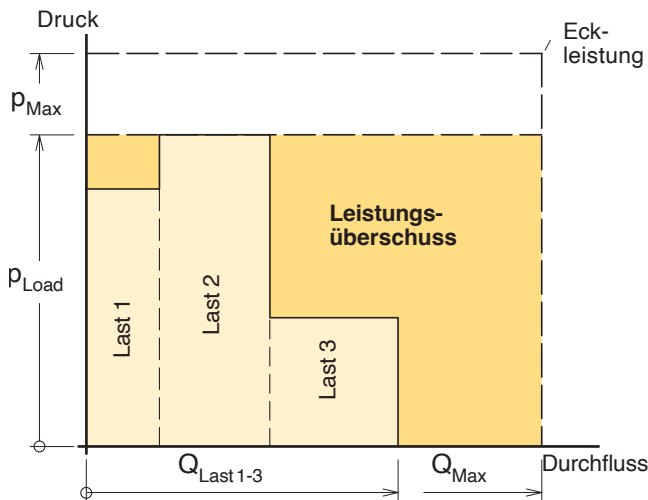 Druck
Eck-
leistung
pMax
Leistungs-
überschuss
pLoad
Last 1
Last 2
Last 3
QLast 1-3
QMax
Durchfluss